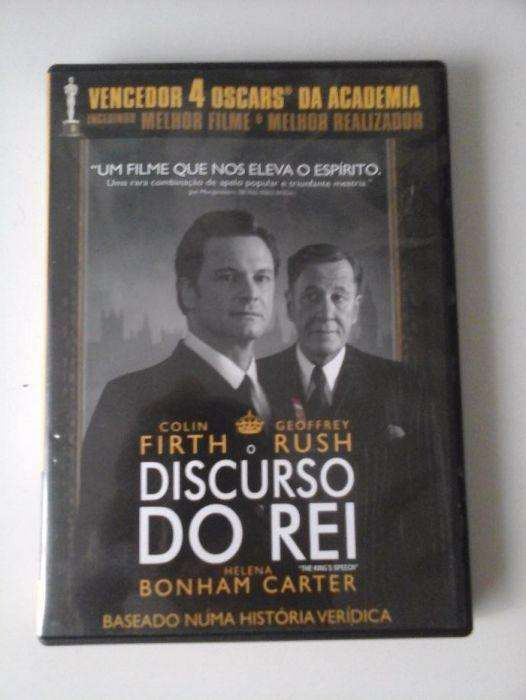 VENCEDOR 4 OSCARS® DA ACADEMIA
INCLUINDO MELHOR FILME e MELHOR REALIZADOR
"UM FILME QUE NOS ELEVA O ESPÍRITO.
Uma rara combinação de apoio popular e triunfante mestria."
COLIN GEOFFREY
FIRTH RUSH
O
DISCURSO
DO REI
"THE KING'S SPEECH"
HELENA
BONHAM CARTER
BASEADO NUMA HISTÓRIA VERÍDICA